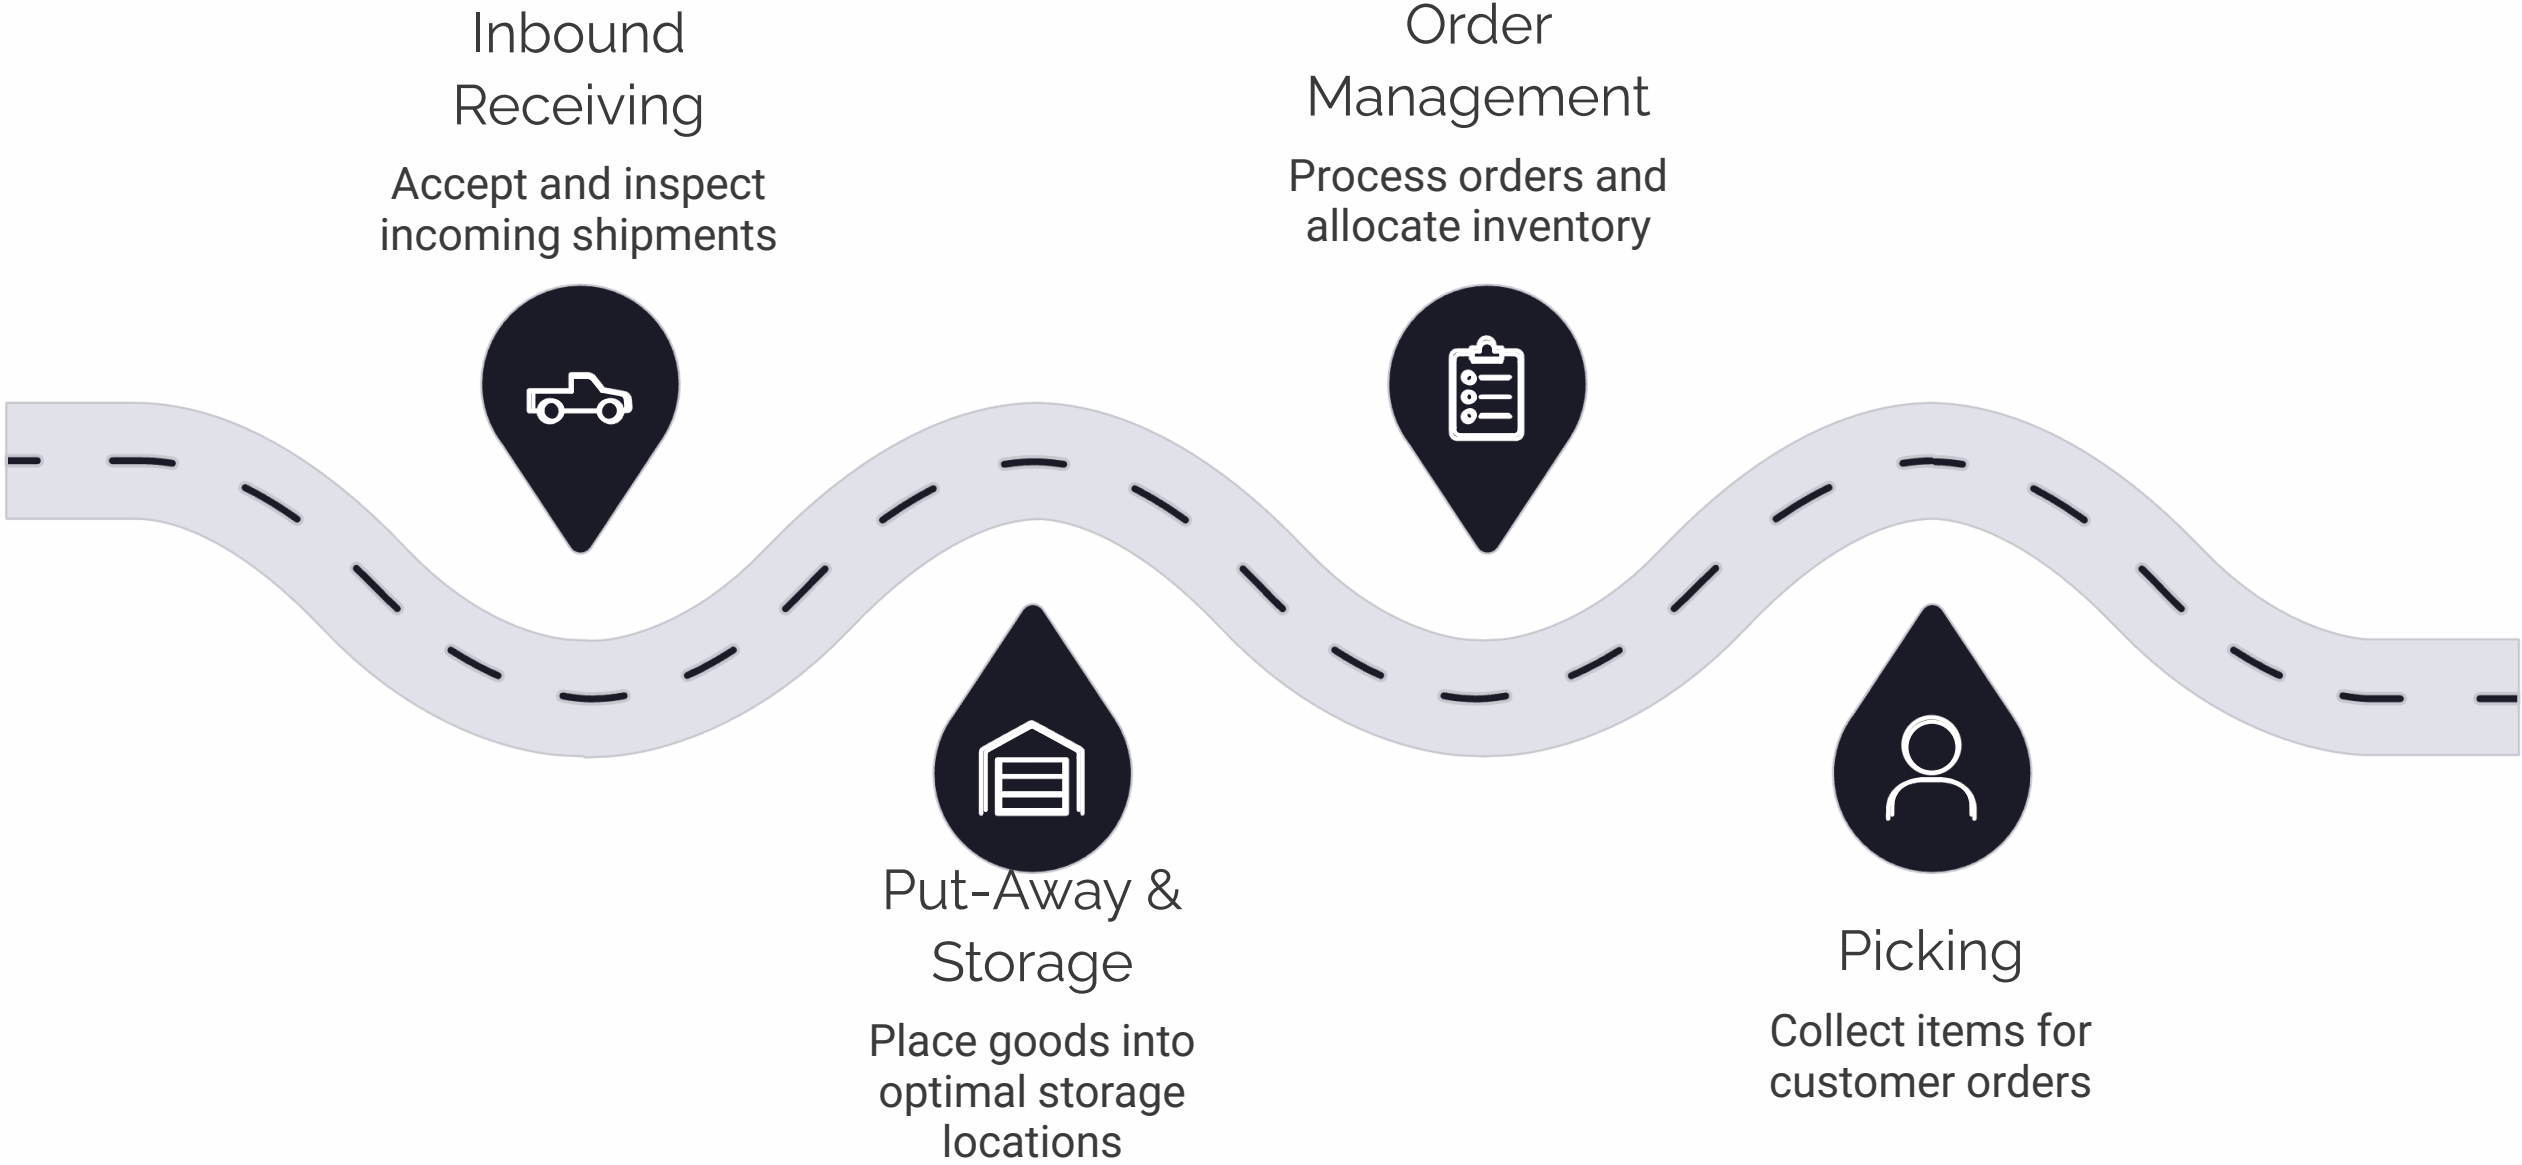 Inbound
Receiving
Accept and inspect
incoming shipments
Put-Away &
Storage
Place goods into
optimal storage
locations
Order
Management
Process orders and
allocate inventory
Picking
Collect items for
customer orders